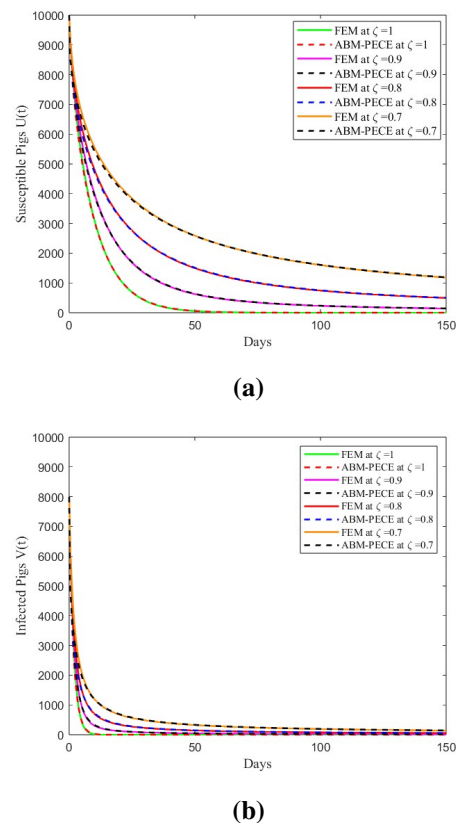 10000
9000
8000
7000
6000
5000
4000
3000
2000
1000
0
Susceptible Pigs U(t)
FEM at ζ =1
ABM-PECE at ζ =1
FEM at ζ =0.9
ABM-PECE at ζ =0.9
FEM at ζ =0.8
ABM-PECE at ζ =0.8
FEM at ζ =0.7
ABM-PECE at ζ =0.7
0 50 100 150
Days
(a)
10000
9000
8000
7000
6000
5000
4000
3000
2000
1000
0
Infected Pigs V(t)
FEM at ζ =1
ABM-PECE at ζ =1
FEM at ζ =0.9
ABM-PECE at ζ =0.9
FEM at ζ =0.8
ABM-PECE at ζ =0.8
FEM at ζ =0.7
ABM-PECE at ζ =0.7
0 50 100 150
Days
(b)